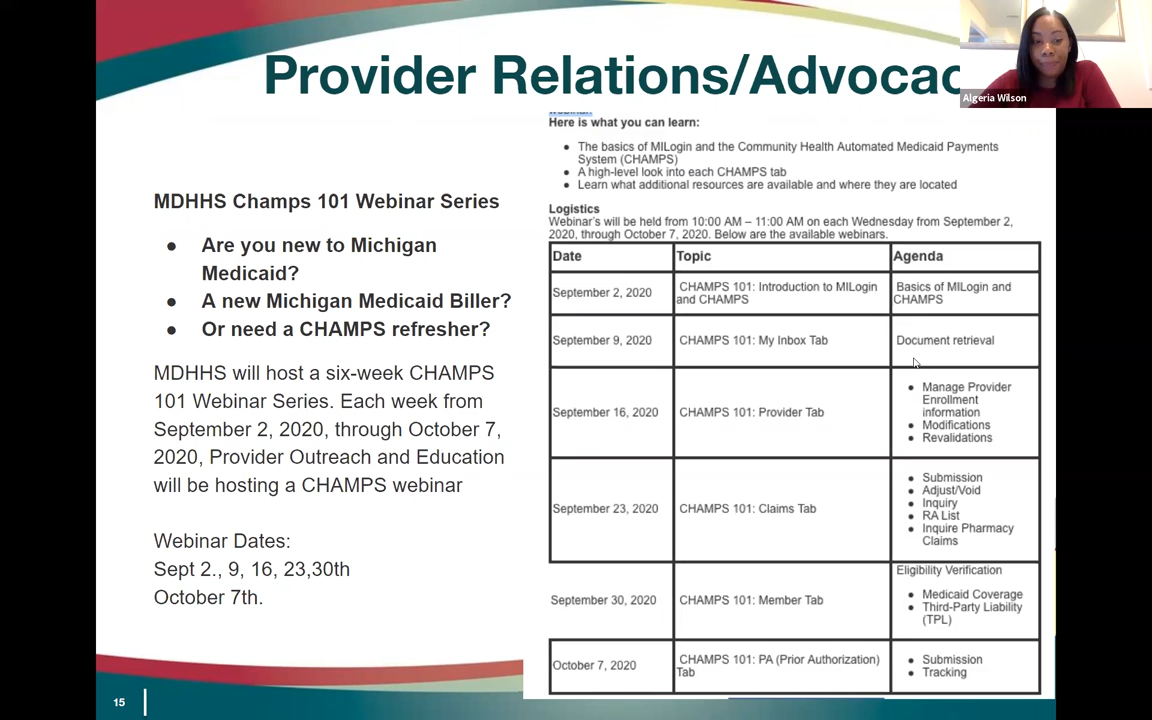 Provider Relations/Advocac
Algeria Wilson
MDHHS Champs 101 Webinar Series
● Are you new to Michigan
Medicaid?
● A new Michigan Medicaid Biller?
● Or need a CHAMPS refresher?
MDHHS will host a six-week CHAMPS
101 Webinar Series. Each week from
September 2, 2020, through October 7,
2020, Provider Outreach and Education
will be hosting a CHAMPS webinar
Webinar Dates:
Sept 2., 9, 16, 23,30th
October 7th.
Here is what you can learn:
● The basics of MILogin and the Community Health Automated Medicaid Payments
System (CHAMPS)
● A high-level look into each CHAMPS tab
● Learn what additional resources are available and where they are located
Logistics
Webinar's will be held from 10:00 AM – 11:00 AM on each Wednesday from September 2,
2020, through October 7, 2020. Below are the available webinars.
Date Topic Agenda
September 2, 2020 CHAMPS 101: Introduction to MILogin
and CHAMPS
Basics of MILogin and
CHAMPS
September 9, 2020 CHAMPS 101: My Inbox Tab Document retrieval
September 16, 2020 CHAMPS 101: Provider Tab
● Manage Provider
Enrollment
information
● Modifications
● Revalidations
September 23, 2020 CHAMPS 101: Claims Tab
● Submission
● Adjust/Void
● Inquiry
● RA List
● Inquire Pharmacy
Claims
September 30, 2020 CHAMPS 101: Member Tab
Eligibility Verification
● Medicaid Coverage
● Third-Party Liability
(TPL)
October 7, 2020 CHAMPS 101: PA (Prior Authorization)
Tab
● Submission
● Tracking
15